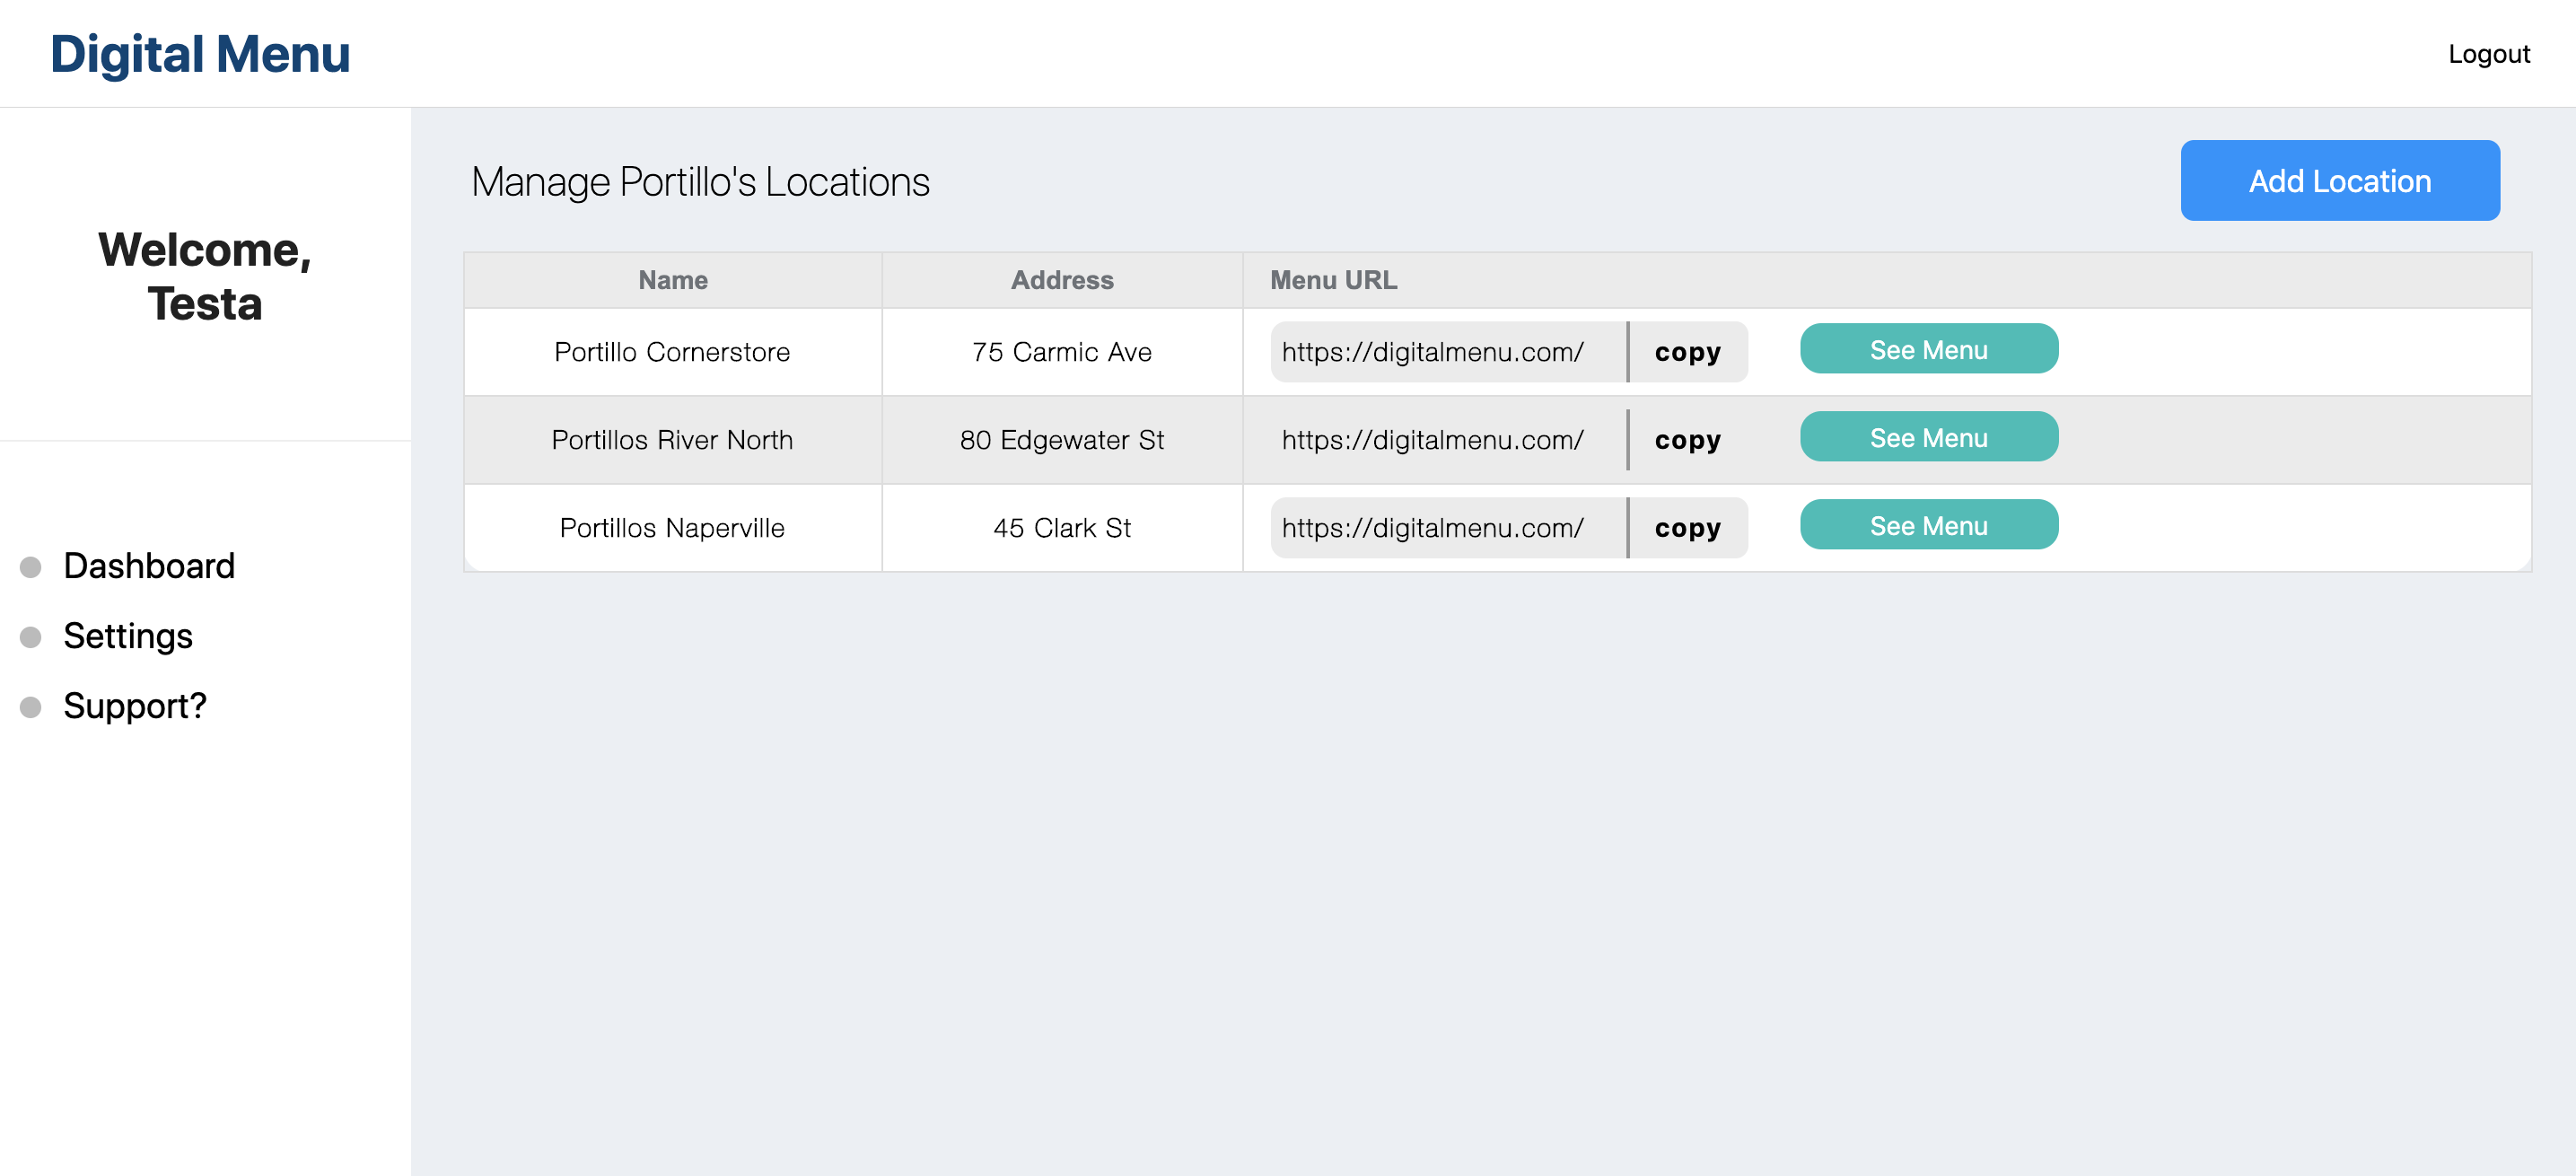 Digital Menu
Logout
Welcome,
Testa
Dashboard
Settings
Support?
Manage Portillo's Locations
Add Location
Name Address Menu URL
Portillo Cornerstore 75 Carmic Ave https://digitalmenu.com/ copy See Menu
Portillos River North 80 Edgewater St https://digitalmenu.com/ copy See Menu
Portillos Naperville 45 Clark St https://digitalmenu.com/ copy See Menu